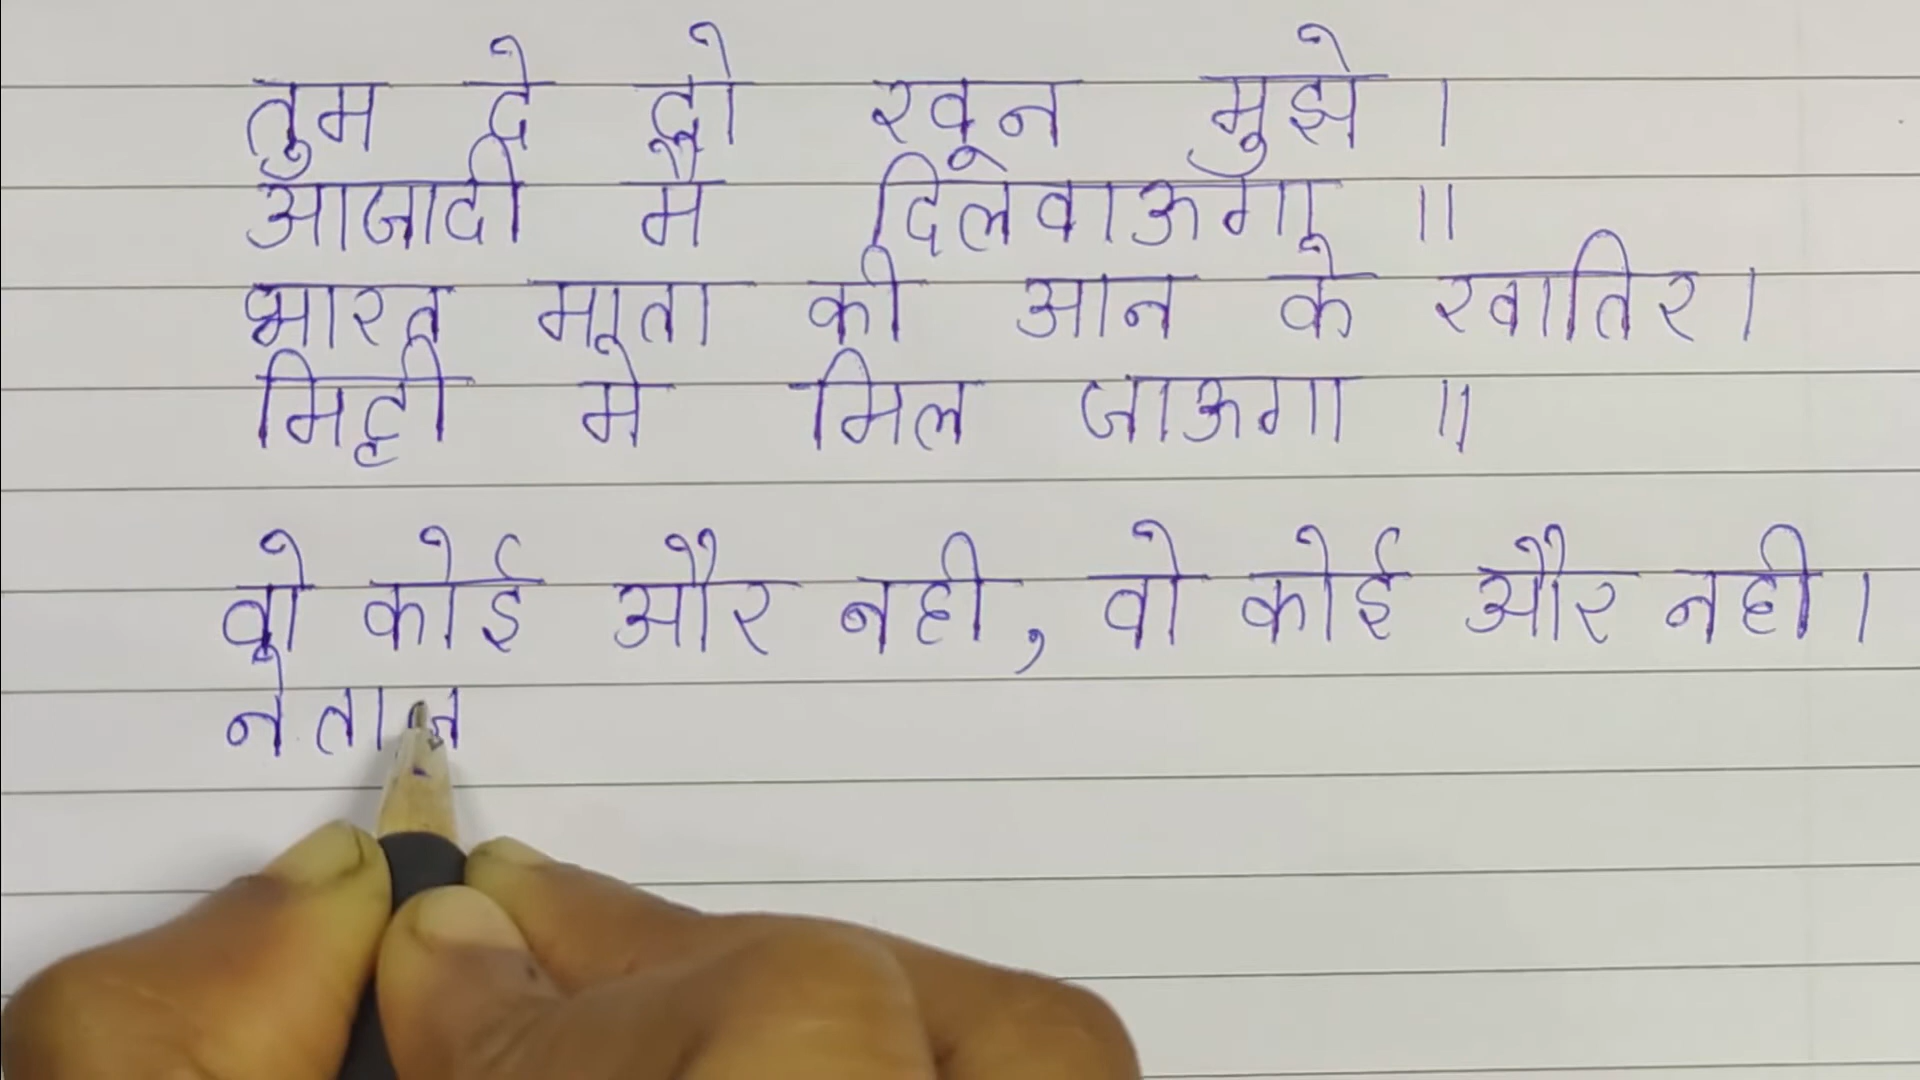 तुम दे दो खून मुझे ।
आजादी मै दिलवाऊगा ॥
भारत माता की आन के खातिर ।
मिट्टी मे मिल जाऊगा ॥
वो कोई और नही, वो कोई और नही ।
नेताज